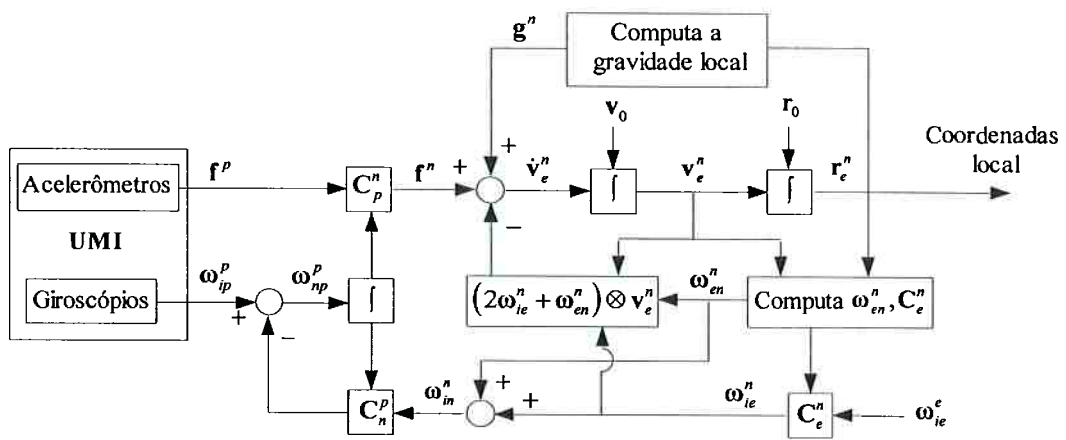 g^n
Computa a
gravidade local
v_0
r_0
Coordenadas
local
Acelerômetros
f^p
C_p^n
f^n
+
+
v̇_e^n
∫
v_e^n
∫
r_e^n
UMI
−
Giroscópios
ω_ip^p
+
−
ω_np^p
∫
(2ω_ie^n + ω_en^n) ⊗ v_e^n
ω_en^n
Computa ω_en^n, C_e^n
C_n^p
ω_in^n
+
+
ω_ie^n
C_e^n
ω_ie^e